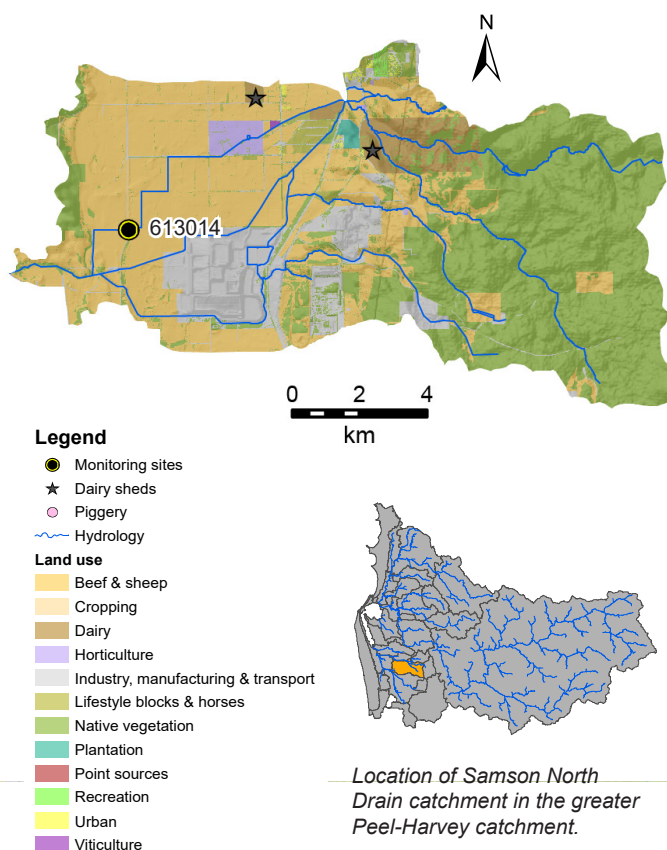 N
613014
0 2 4
km
Legend
Monitoring sites
Dairy sheds
Piggery
Hydrology
Land use
Beef & sheep
Cropping
Dairy
Horticulture
Industry, manufacturing & transport
Lifestyle blocks & horses
Native vegetation
Plantation
Point sources
Recreation
Urban
Viticulture
Location of Samson North
Drain catchment in the greater
Peel-Harvey catchment.